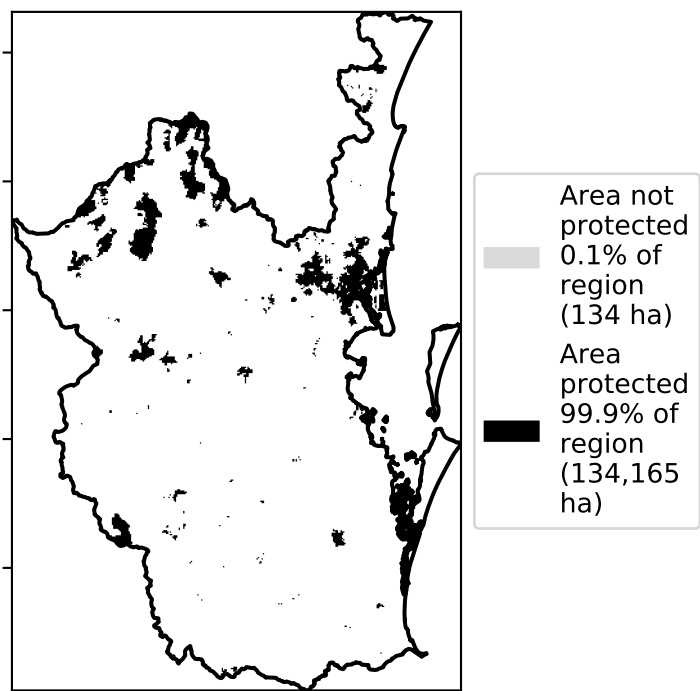 Area not
protected
0.1% of
region
(134 ha)
Area
protected
99.9% of
region
(134,165
ha)